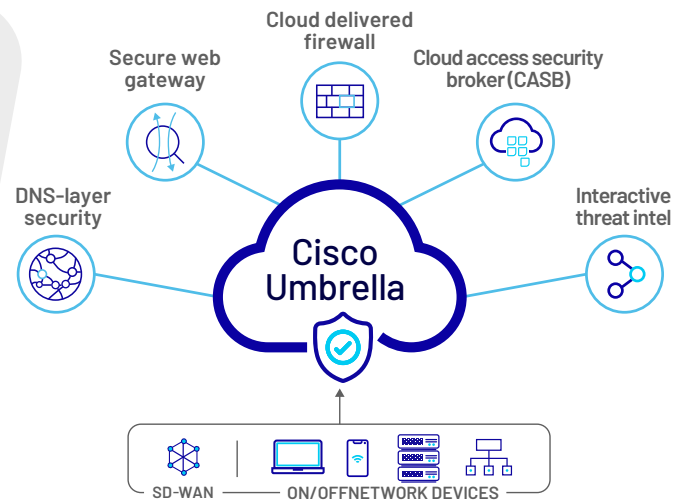 Cloud delivered
firewall
Secure web
gateway
Cloud access security
broker (CASB)
DNS-layer
security
Interactive
threat intel
Cisco
Umbrella
SD-WAN
ON/OFFNETWORK DEVICES